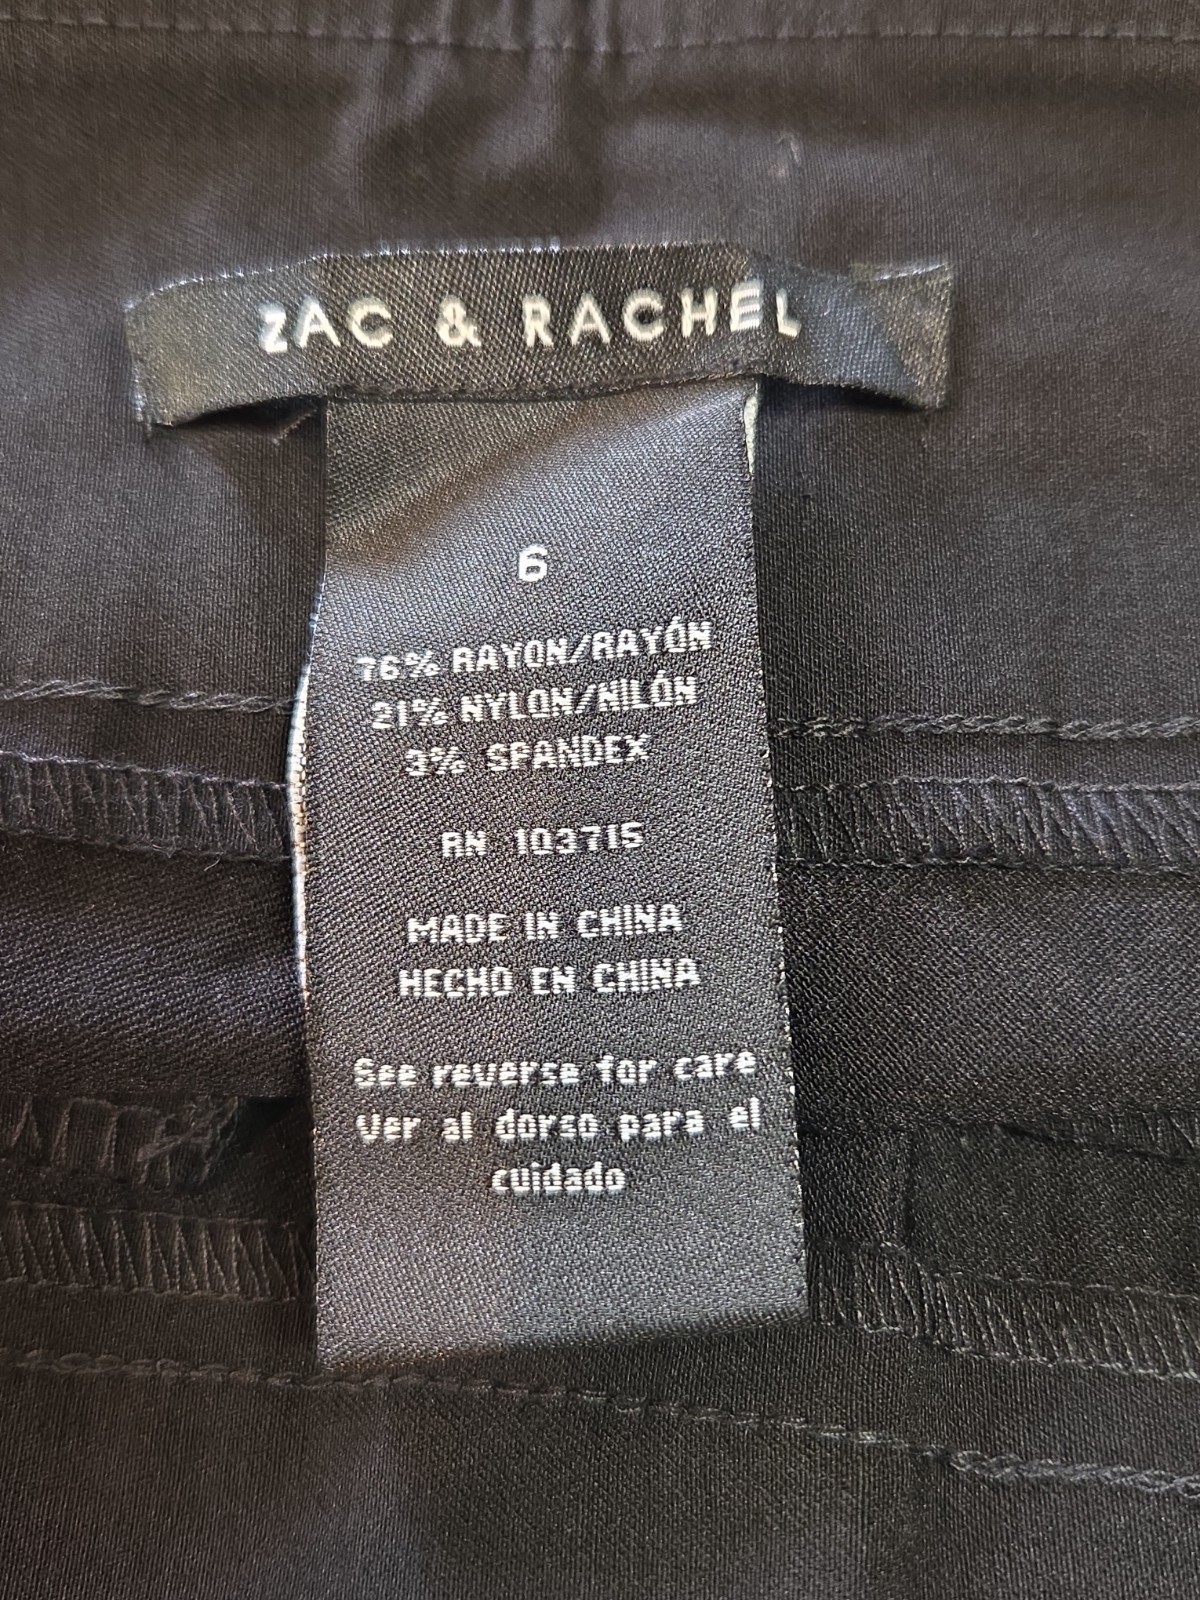 ZAC & RACHEL
6
76% RAYON/RAYÓN
21% NYLON/NILÓN
3% SPANDEX
RN 103715
MADE IN CHINA
HECHO EN CHINA
See reverse for care
Ver al dorso para el
cuidado